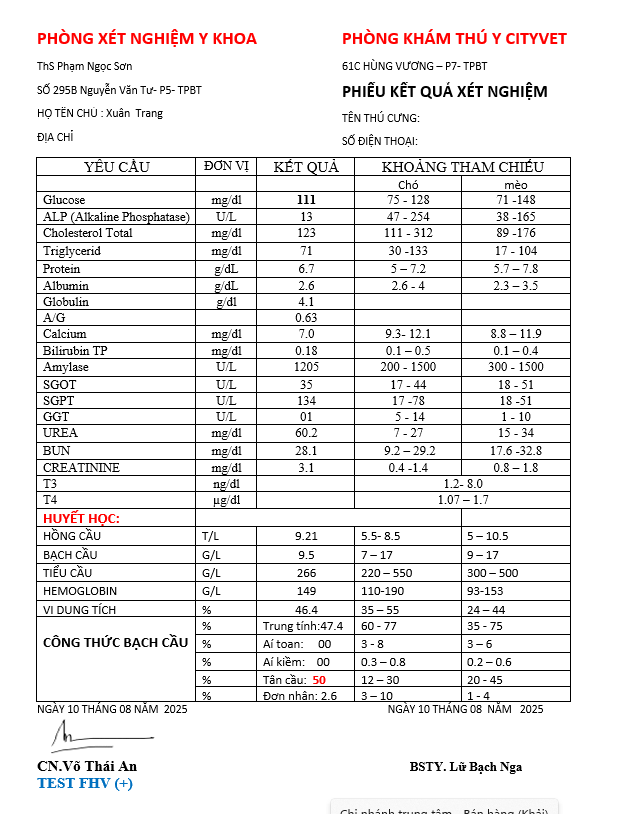 PHÒNG XÉT NGHIỆM Y KHOA
PHÒNG KHÁM THÚ Y CITYVET
ThS Phạm Ngọc Sơn
61C HÙNG VƯƠNG – P7- TPBT
SỐ 295B Nguyễn Văn Tư- P5- TPBT
PHIẾU KẾT QUẢ XÉT NGHIỆM
HỌ TÊN CHỦ : Xuân Trang
TÊN THÚ CƯNG:
ĐỊA CHỈ
SỐ ĐIỆN THOẠI:
YÊU CẦU ĐƠN VỊ KẾT QUẢ KHOẢNG THAM CHIẾU
Chó mèo
Glucose mg/dl 111 75 - 128 71 -148
ALP (Alkaline Phosphatase) U/L 13 47 - 254 38 -165
Cholesterol Total mg/dl 123 111 - 312 89 -176
Triglycerid mg/dl 71 30 -133 17 - 104
Protein g/dL 6.7 5 – 7.2 5.7 – 7.8
Albumin g/dL 2.6 2.6 - 4 2.3 – 3.5
Globulin g/dl 4.1
A/G 0.63
Calcium mg/dl 7.0 9.3- 12.1 8.8 – 11.9
Bilirubin TP mg/dl 0.18 0.1 – 0.5 0.1 – 0.4
Amylase U/L 1205 200 - 1500 300 - 1500
SGOT U/L 35 17 - 44 18 - 51
SGPT U/L 134 17 -78 18 -51
GGT U/L 01 5 - 14 1 - 10
UREA mg/dl 60.2 7 - 27 15 - 34
BUN mg/dl 28.1 9.2 – 29.2 17.6 -32.8
CREATININE mg/dl 3.1 0.4 -1.4 0.8 – 1.8
T3 ng/dl 1.2- 8.0
T4 µg/dl 1.07 – 1.7
HUYẾT HỌC:
HỒNG CẦU T/L 9.21 5.5- 8.5 5 – 10.5
BẠCH CẦU G/L 9.5 7 – 17 9 – 17
TIỂU CẦU G/L 266 220 – 550 300 – 500
HEMOGLOBIN G/L 149 110-190 93-153
VI DUNG TÍCH % 46.4 35 – 55 24 – 44
CÔNG THỨC BẠCH CẦU % Trung tính:47.4 60 - 77 35 - 75
% Aí toan: 00 3 - 8 3 – 6
% Aí kiềm: 00 0.3 – 0.8 0.2 – 0.6
% Tân cầu: 50 12 – 30 20 - 45
% Đơn nhân: 2.6 3 – 10 1 - 4
NGÀY 10 THÁNG 08 NĂM 2025
NGÀY 10 THÁNG 08 NĂM 2025
CN.Võ Thái An
BSTY. Lữ Bạch Nga
TEST FHV (+)
Chi nhánh trung tâm – Bán hàng (Khải)